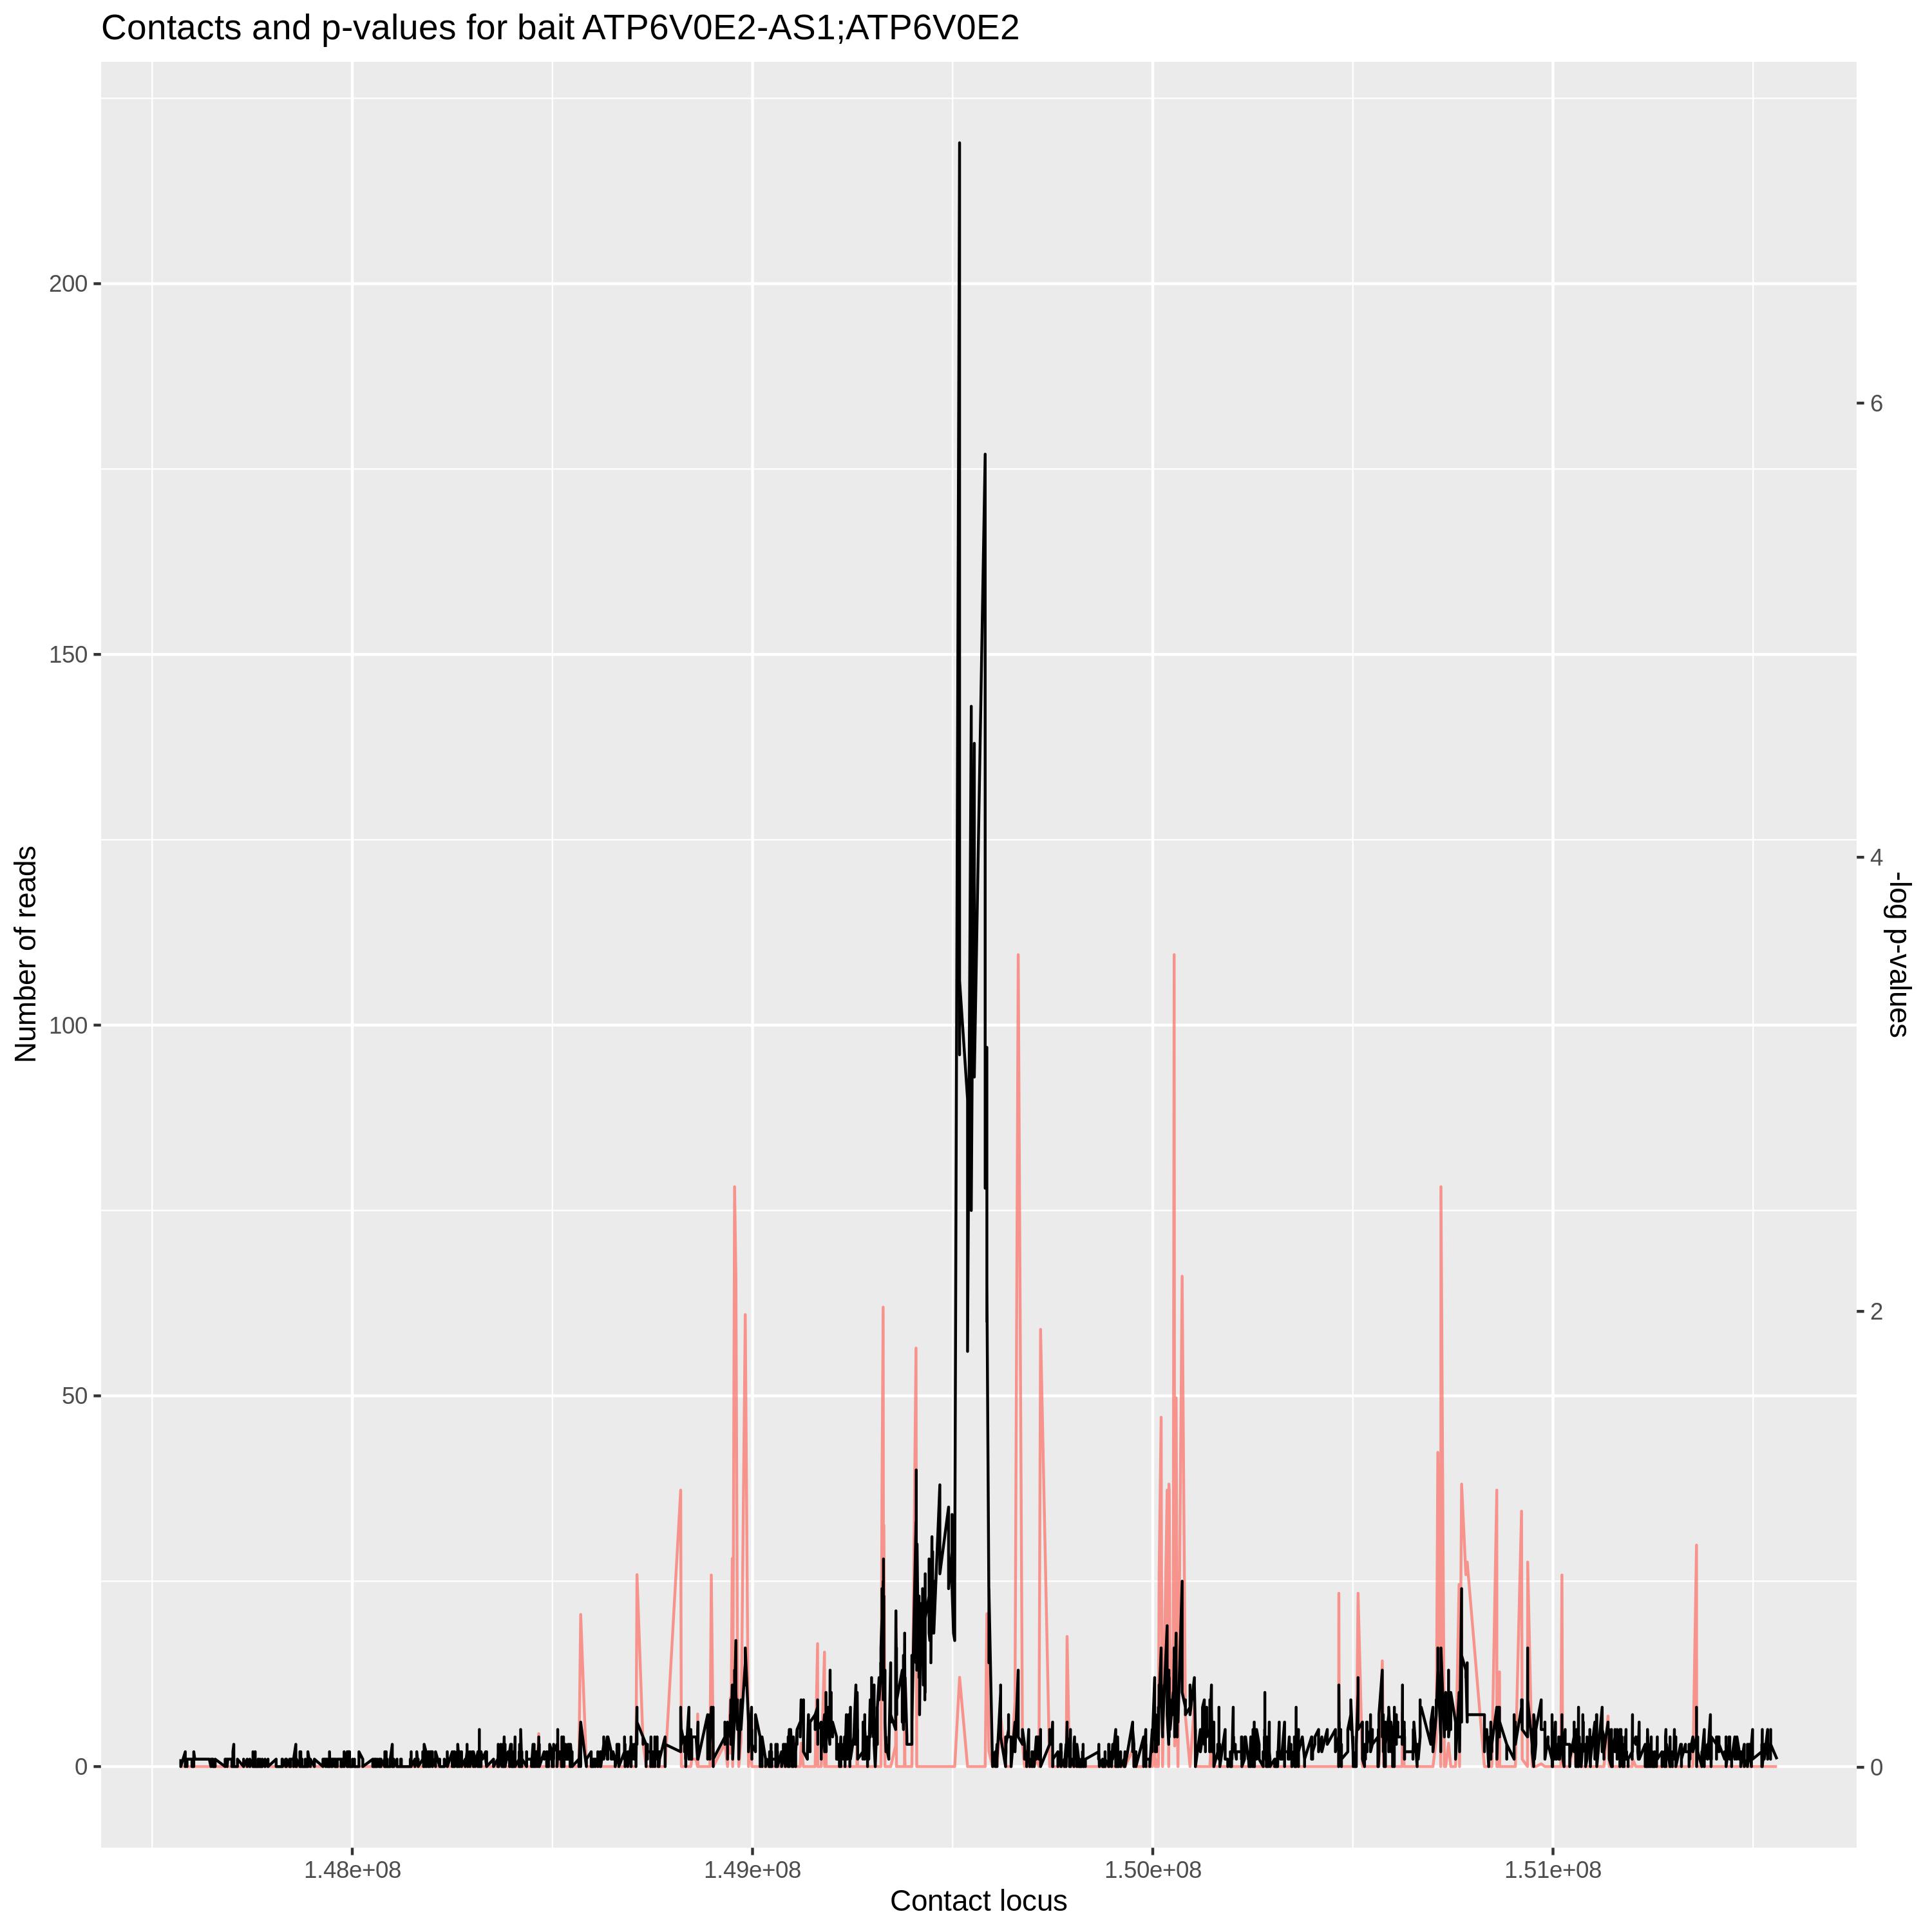 Contacts and p-values for bait ATP6V0E2-AS1;ATP6V0E2
200
150
100
50
0
Number of reads
6
4
2
0
-log p-values
1.48e+08
1.49e+08
1.50e+08
1.51e+08
Contact locus